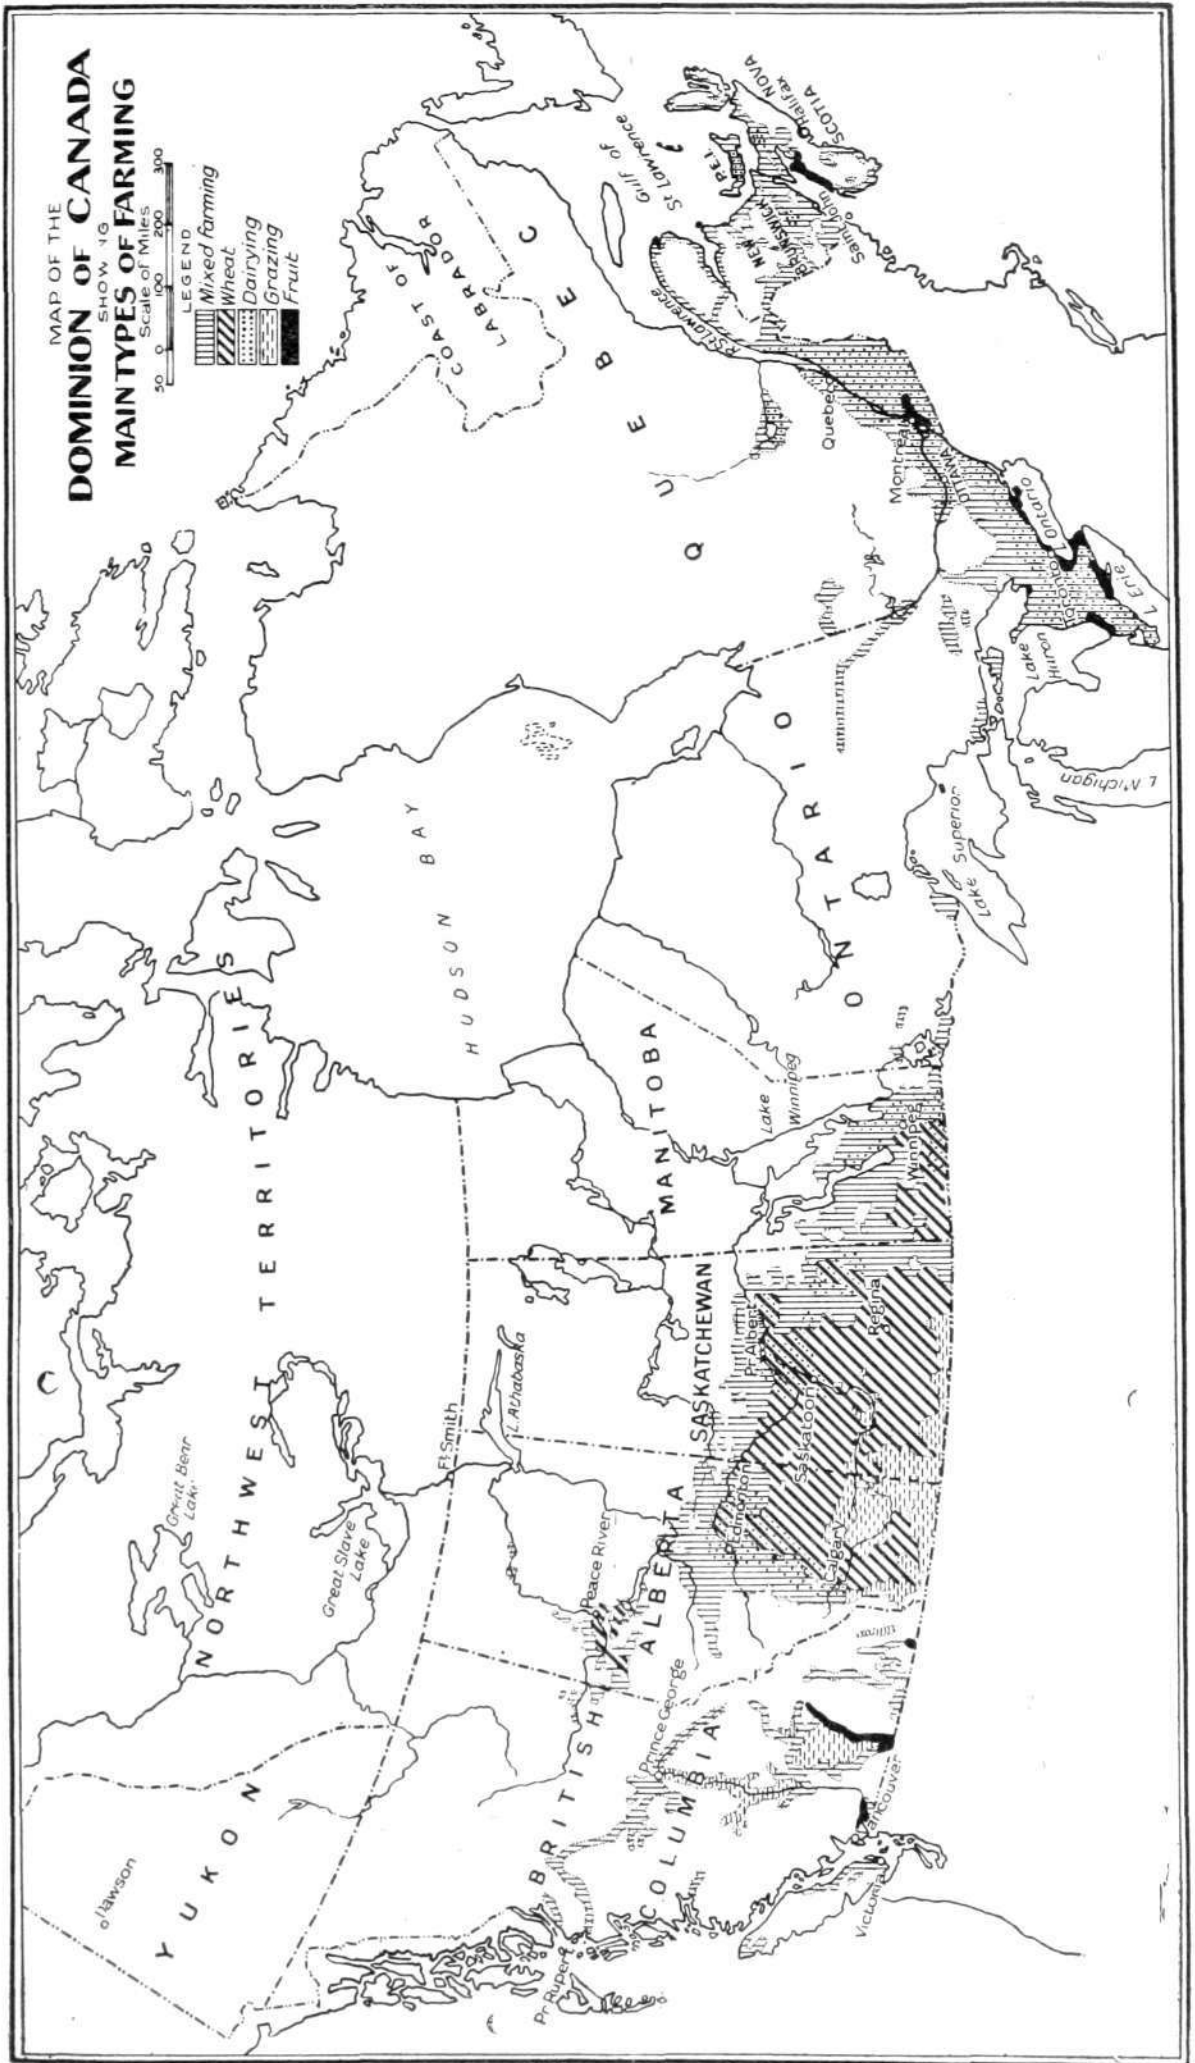 MAP OF THE
DOMINION OF CANADA
SHOW NG
MAIN TYPES OF FARMING
Scale of Miles
50 0 100 200 300
LEGEND
Mixed farming
Wheat
Dairying
Grazing
Fruit
YUKON
Dawson
NORTHWEST TERRITORIES
Great Bear
Lake
Great Slave
Lake
Ft Smith
L. Athabaska
HUDSON BAY
COAST OF
LABRADOR
QUEBEC
Gulf of
St Lawrence
R St Lawrence
P.E.I.
NEW
BRUNSWICK
NOVA
SCOTIA
Halifax
Saint John
Quebec
Montreal
OTTAWA
Toronto
L Ontario
L Erie
Lake
Huron
L Michigan
Lake Superior
ONTARIO
MANITOBA
Lake
Winnipeg
Winnipeg
SASKATCHEWAN
Pr Albert
Saskatoon
Regina
ALBERTA
Peace River
Edmonton
Calgary
BRITISH
COLUMBIA
Prince George
Pr Rupert
Vancouver
Victoria